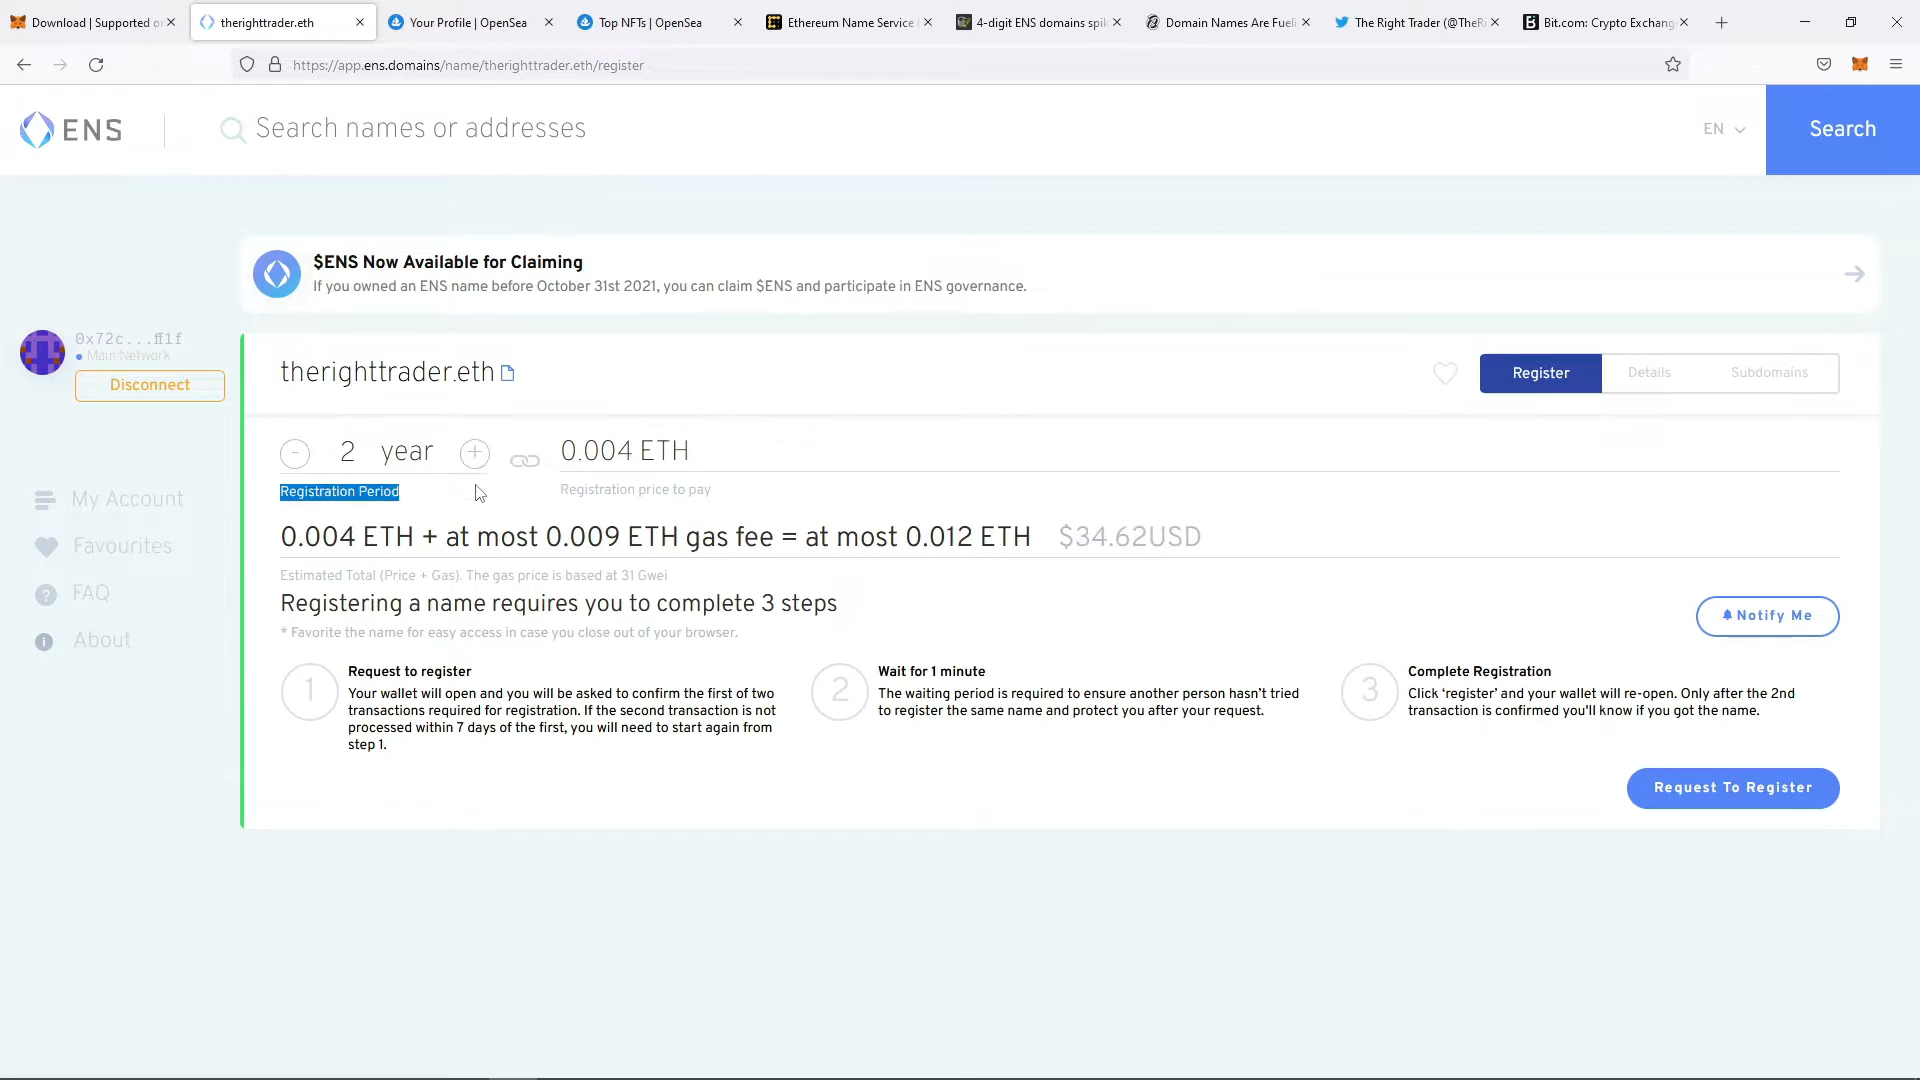 Download | Supported or
therighttrader.eth
Your Profile | OpenSea
Top NFTs | OpenSea
Ethereum Name Service
4-digit ENS domains spik
Domain Names Are Fueli
The Right Trader (@TheRi
Bit.com: Crypto Exchang
https://app.ens.domains/name/therighttrader.eth/register
ENS
Search names or addresses
EN
Search
$ENS Now Available for Claiming
If you owned an ENS name before October 31st 2021, you can claim $ENS and participate in ENS governance.
0x72c...ff1f
Main Network
Disconnect
My Account
Favourites
FAQ
About
therighttrader.eth
Register
Details
Subdomains
- 2 year +
0.004 ETH
Registration Period
Registration price to pay
0.004 ETH + at most 0.009 ETH gas fee = at most 0.012 ETH $34.62USD
Estimated Total (Price + Gas). The gas price is based at 31 Gwei
Registering a name requires you to complete 3 steps
* Favorite the name for easy access in case you close out of your browser.
Notify Me
1
Request to register
Your wallet will open and you will be asked to confirm the first of two
transactions required for registration. If the second transaction is not
processed within 7 days of the first, you will need to start again from
step 1.
2
Wait for 1 minute
The waiting period is required to ensure another person hasn't tried
to register the same name and protect you after your request.
3
Complete Registration
Click 'register' and your wallet will re-open. Only after the 2nd
transaction is confirmed you'll know if you got the name.
Request To Register